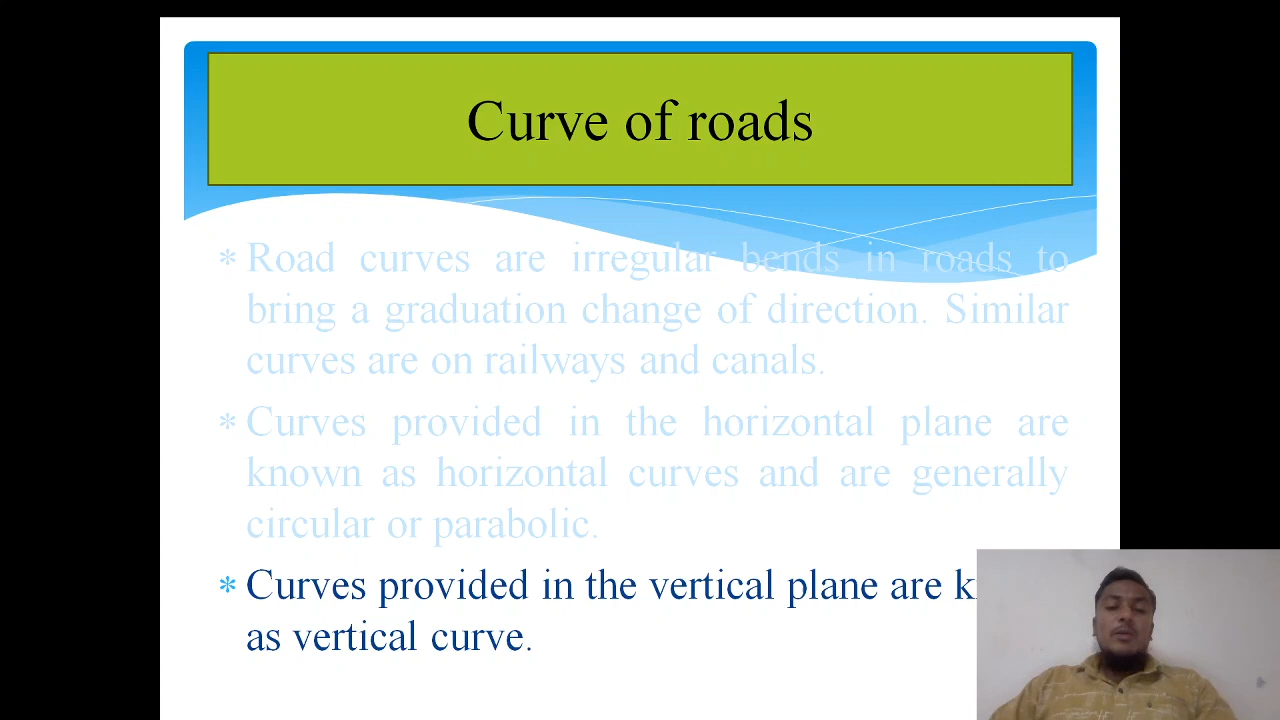 Curve of roads
* Road curves are irregular bends in roads to
bring a graduation change of direction. Similar
curves are on railways and canals.
* Curves provided in the horizontal plane are
known as horizontal curves and are generally
circular or parabolic.
* Curves provided in the vertical plane are
as vertical curve.